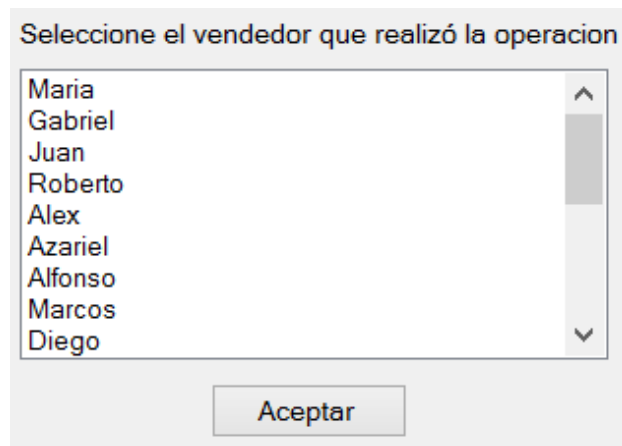 Seleccione el vendedor que realizó la operacion
Maria
Gabriel
Juan
Roberto
Alex
Azariel
Alfonso
Marcos
Diego
Aceptar